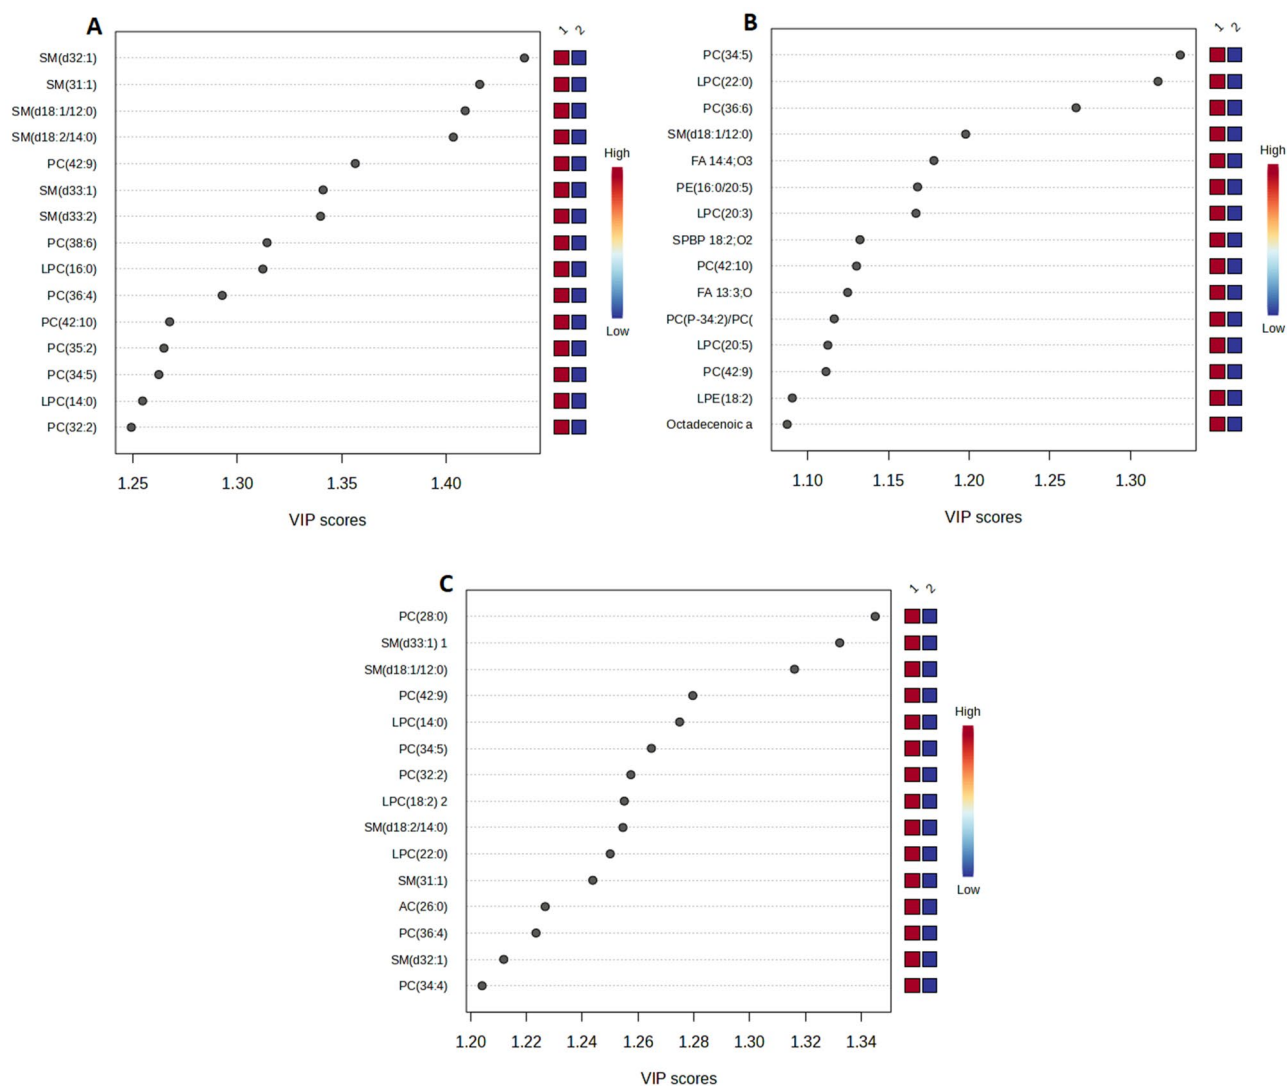 A
1 2
SM(d32:1)
SM(31:1)
SM(d18:1/12:0)
SM(d18:2/14:0)
PC(42:9)
SM(d33:1)
SM(d33:2)
PC(38:6)
LPC(16:0)
PC(36:4)
PC(42:10)
PC(35:2)
PC(34:5)
LPC(14:0)
PC(32:2)
High
Low
1.25 1.30 1.35 1.40
VIP scores
B
1 2
PC(34:5)
LPC(22:0)
PC(36:6)
SM(d18:1/12:0)
FA 14:4;O3
PE(16:0/20:5)
LPC(20:3)
SPBP 18:2;O2
PC(42:10)
FA 13:3;O
PC(P-34:2)/PC(
LPC(20:5)
PC(42:9)
LPE(18:2)
Octadecenoic a
High
Low
1.10 1.15 1.20 1.25 1.30
VIP scores
C
1 2
PC(28:0)
SM(d33:1) 1
SM(d18:1/12:0)
PC(42:9)
LPC(14:0)
PC(34:5)
PC(32:2)
LPC(18:2) 2
SM(d18:2/14:0)
LPC(22:0)
SM(31:1)
AC(26:0)
PC(36:4)
SM(d32:1)
PC(34:4)
High
Low
1.20 1.22 1.24 1.26 1.28 1.30 1.32 1.34
VIP scores